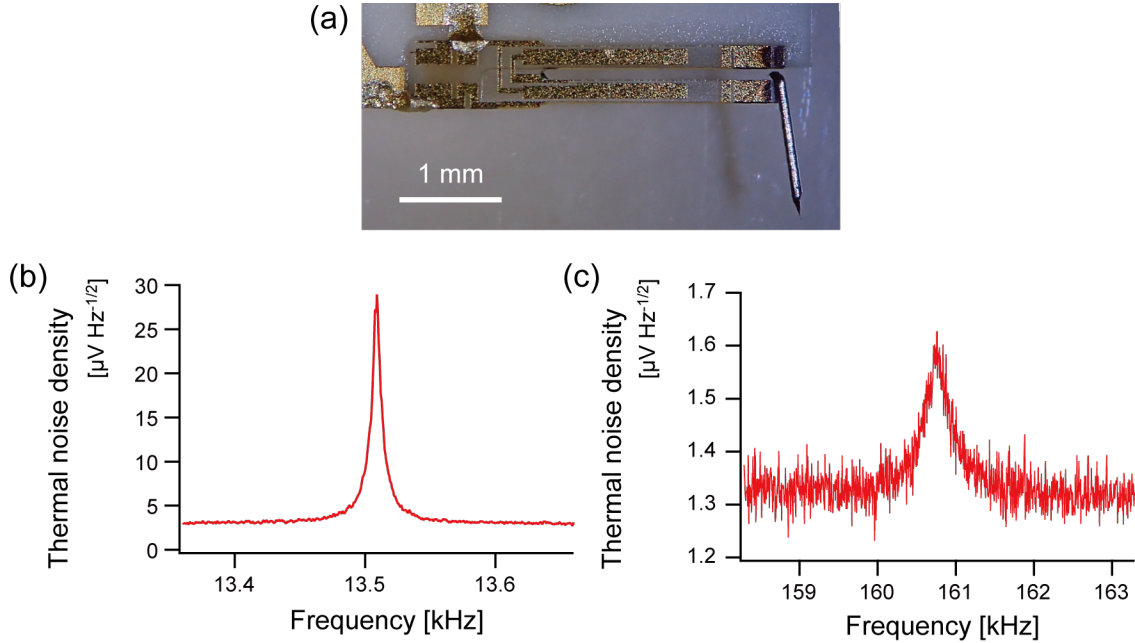 (a)
1 mm
(b)
Thermal noise density
[µV Hz-1/2]
30
25
20
15
10
5
0
13.4
13.5
13.6
Frequency [kHz]
(c)
Thermal noise density
[µV Hz-1/2]
1.7
1.6
1.5
1.4
1.3
1.2
159
160
161
162
163
Frequency [kHz]